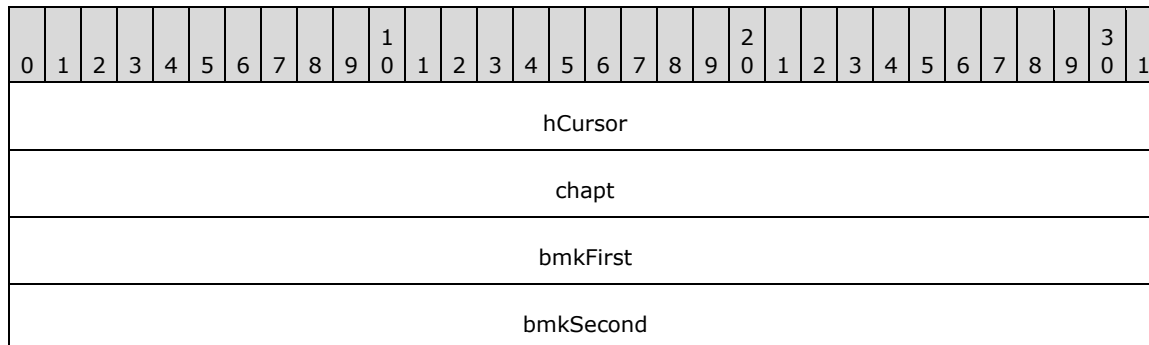 1 2 3
0 1 2 3 4 5 6 7 8 9 0 1 2 3 4 5 6 7 8 9 0 1 2 3 4 5 6 7 8 9 0 1
hCursor
chapt
bmkFirst
bmkSecond